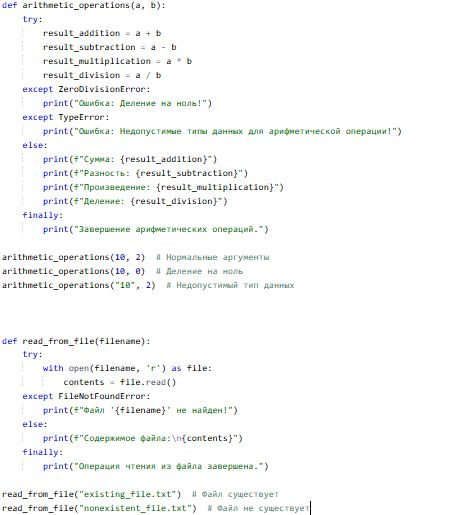 def arithmetic_operations(a, b):
    try:
        result_addition = a + b
        result_subtraction = a - b
        result_multiplication = a * b
        result_division = a / b
    except ZeroDivisionError:
        print("Ошибка: Деление на ноль!")
    except TypeError:
        print("Ошибка: Недопустимые типы данных для арифметической операции!")
    else:
        print(f"Сумма: {result_addition}")
        print(f"Разность: {result_subtraction}")
        print(f"Произведение: {result_multiplication}")
        print(f"Деление: {result_division}")
    finally:
        print("Завершение арифметических операций.")

arithmetic_operations(10, 2)  # Нормальные аргументы
arithmetic_operations(10, 0)  # Деление на ноль
arithmetic_operations("10", 2)  # Недопустимый тип данных

def read_from_file(filename):
    try:
        with open(filename, 'r') as file:
            contents = file.read()
    except FileNotFoundError:
        print(f"Файл '{filename}' не найден!")
    else:
        print(f"Содержимое файла:\n{contents}")
    finally:
        print("Операция чтения из файла завершена.")

read_from_file("existing_file.txt")  # Файл существует
read_from_file("nonexistent_file.txt")  # Файл не существует